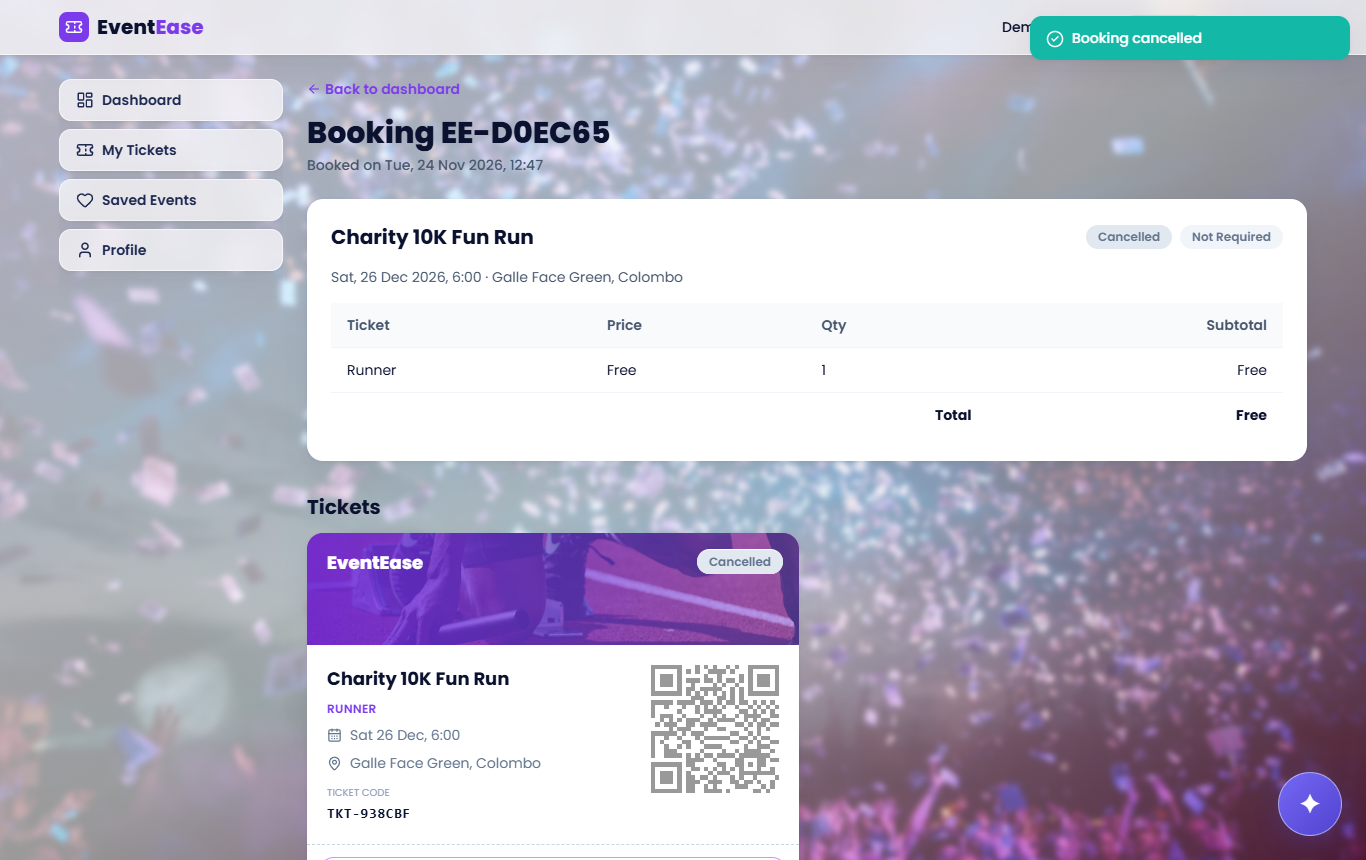 EventEase
Dem
Booking cancelled
Dashboard
My Tickets
Saved Events
Profile
← Back to dashboard
Booking EE-D0EC65
Booked on Tue, 24 Nov 2026, 12:47
Charity 10K Fun Run
Cancelled
Not Required
Sat, 26 Dec 2026, 6:00 · Galle Face Green, Colombo
Ticket Price Qty Subtotal
Runner Free 1 Free
Total Free
Tickets
EventEase
Cancelled
Charity 10K Fun Run
RUNNER
Sat 26 Dec, 6:00
Galle Face Green, Colombo
TICKET CODE
TKT-938CBF